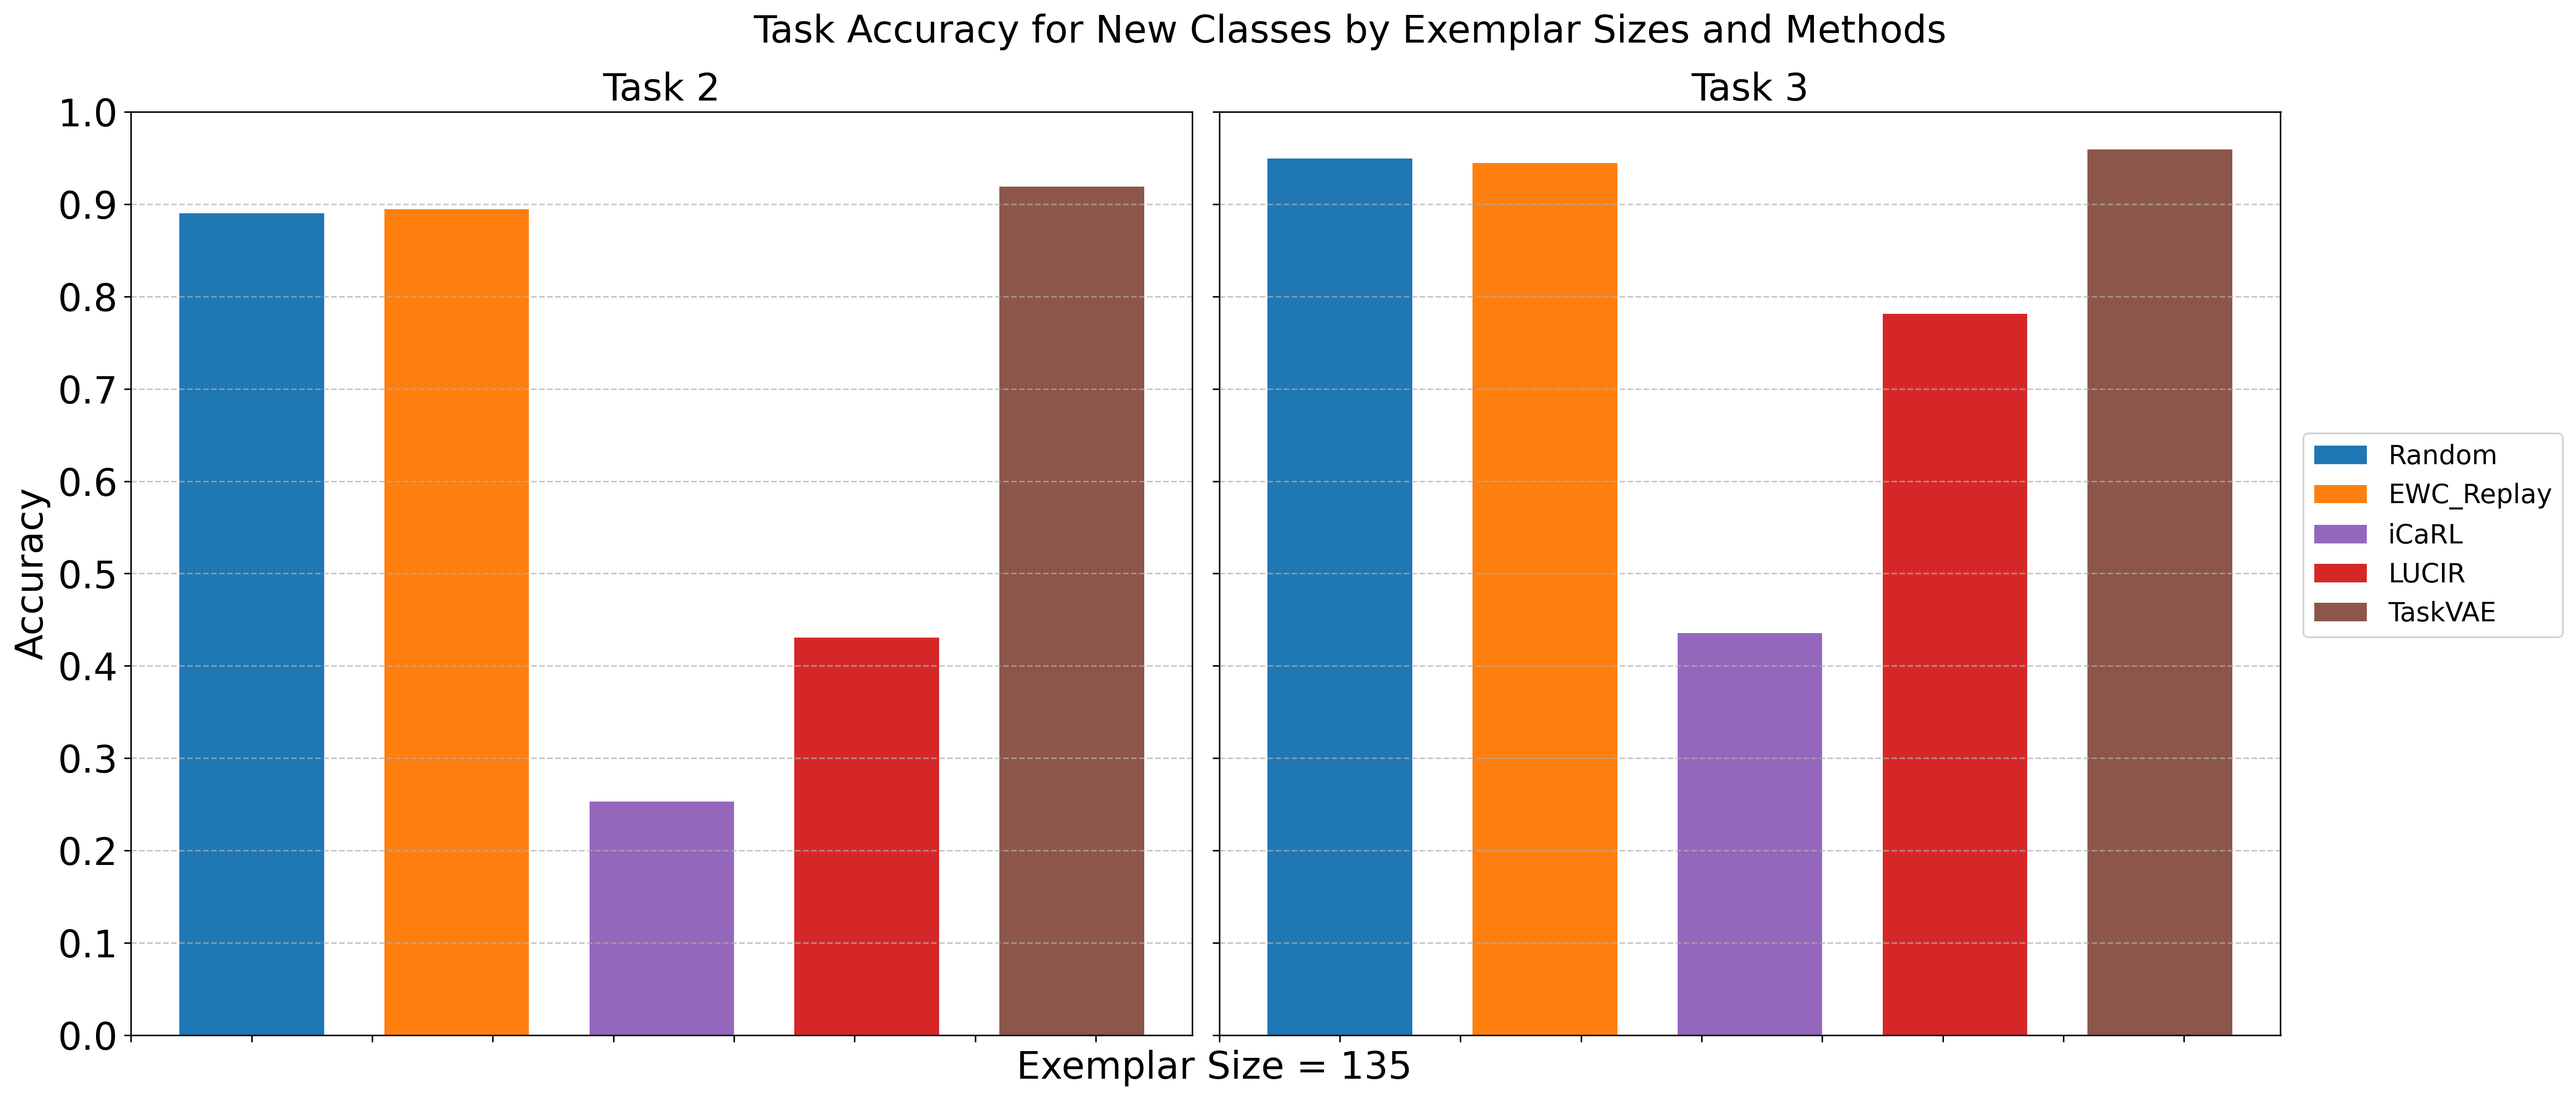 Task Accuracy for New Classes by Exemplar Sizes and Methods
Task 2
Task 3
1.0
0.9
0.8
0.7
0.6
0.5
0.4
0.3
0.2
0.1
0.0
Accuracy
Exemplar Size = 135
Random
EWC_Replay
iCaRL
LUCIR
TaskVAE